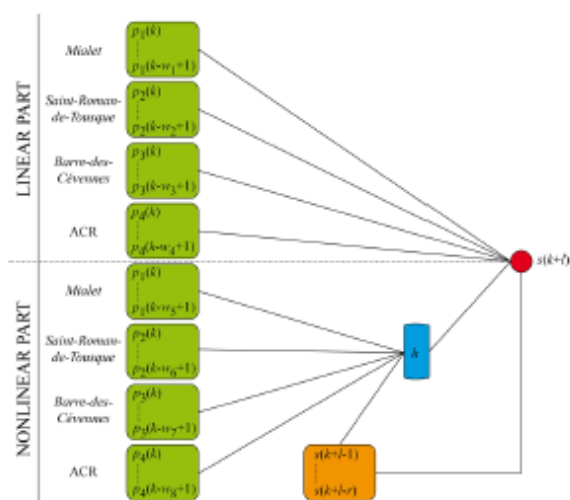 LINEAR PART
Mialet
p1(k)
p1(k-w1+1)
Saint-Roman-
de-Tousque
p2(k)
p2(k-w2+1)
Barre-des-
Cévennes
p3(k)
p3(k-w3+1)
ACR
p4(k)
p4(k-w4+1)
s(k+l)
NONLINEAR PART
Mialet
p1(k)
p1(k-w5+1)
Saint-Roman-
de-Tousque
p2(k)
p2(k-w6+1)
h
Barre-des-
Cévennes
p3(k)
p3(k-w7+1)
ACR
p4(k)
p4(k-w8+1)
s(k+l-1)
s(k+l-r)